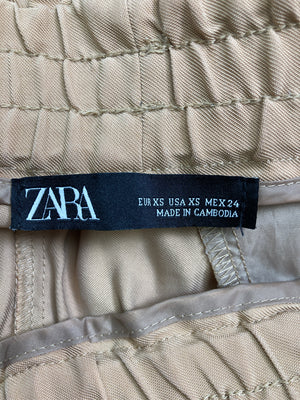 ZARA
EUR XS USA XS MEX 24
MADE IN CAMBODIA